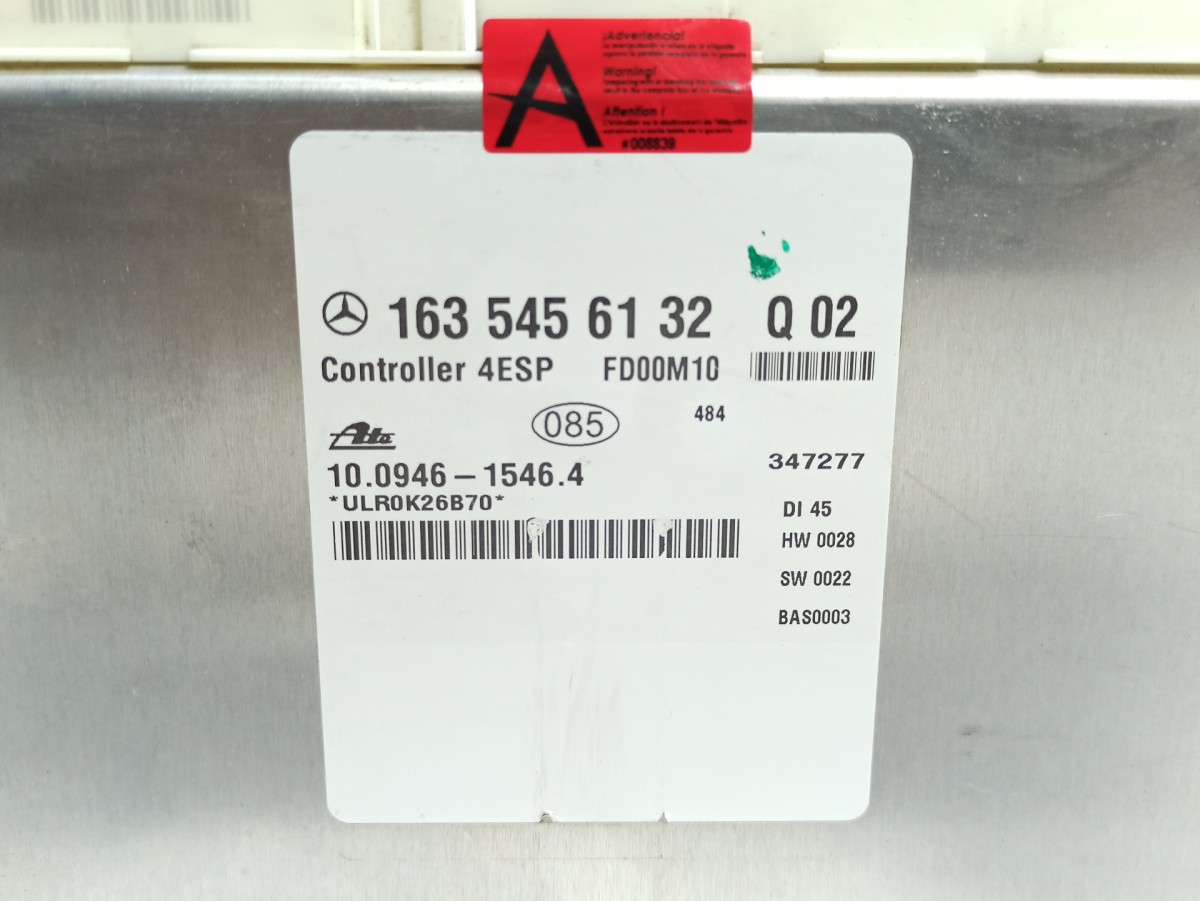 ¡Advertencia!
Warning!
Attention !
#008839
163 545 61 32 Q 02
Controller 4ESP FD00M10
Ate 085 484
10.0946-1546.4 347277
*ULR0K26B70*
DI 45
HW 0028
SW 0022
BAS0003